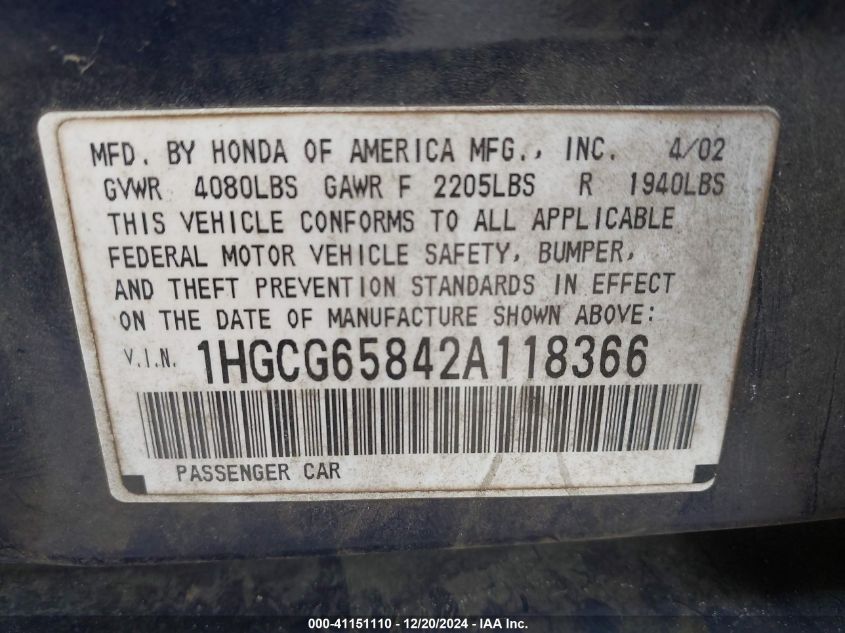 MFD. BY HONDA OF AMERICA MFG., INC. 4/02
GVWR 4080LBS GAWR F 2205LBS R 1940LBS
THIS VEHICLE CONFORMS TO ALL APPLICABLE
FEDERAL MOTOR VEHICLE SAFETY, BUMPER,
AND THEFT PREVENTION STANDARDS IN EFFECT
ON THE DATE OF MANUFACTURE SHOWN ABOVE:
V.I.N. 1HGCG65842A118366
PASSENGER CAR
000-41151110 - 12/20/2024 - IAA Inc.